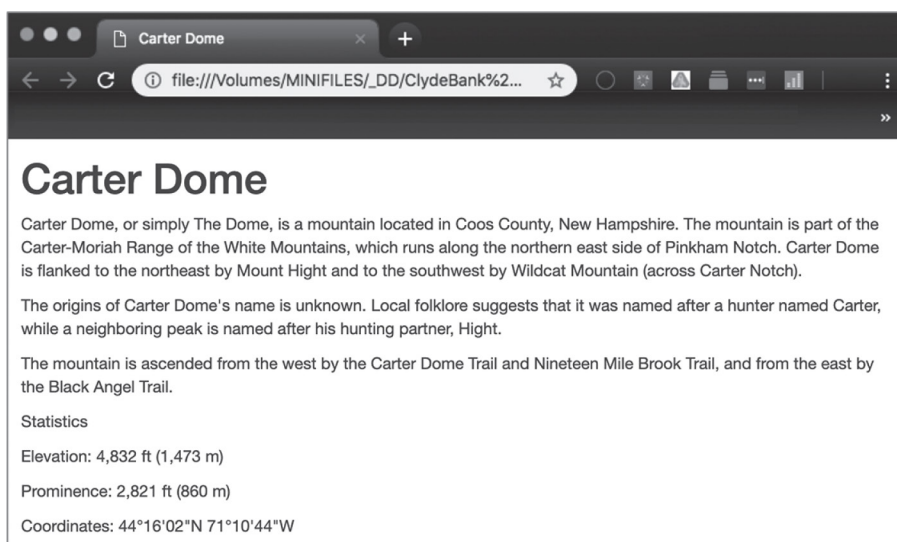 Carter Dome
file:///Volumes/MINIFILES/_DD/ClydeBank%2...
Carter Dome
Carter Dome, or simply The Dome, is a mountain located in Coos County, New Hampshire. The mountain is part of the
Carter-Moriah Range of the White Mountains, which runs along the northern east side of Pinkham Notch. Carter Dome
is flanked to the northeast by Mount Hight and to the southwest by Wildcat Mountain (across Carter Notch).
The origins of Carter Dome's name is unknown. Local folklore suggests that it was named after a hunter named Carter,
while a neighboring peak is named after his hunting partner, Hight.
The mountain is ascended from the west by the Carter Dome Trail and Nineteen Mile Brook Trail, and from the east by
the Black Angel Trail.
Statistics
Elevation: 4,832 ft (1,473 m)
Prominence: 2,821 ft (860 m)
Coordinates: 44°16'02"N 71°10'44"W